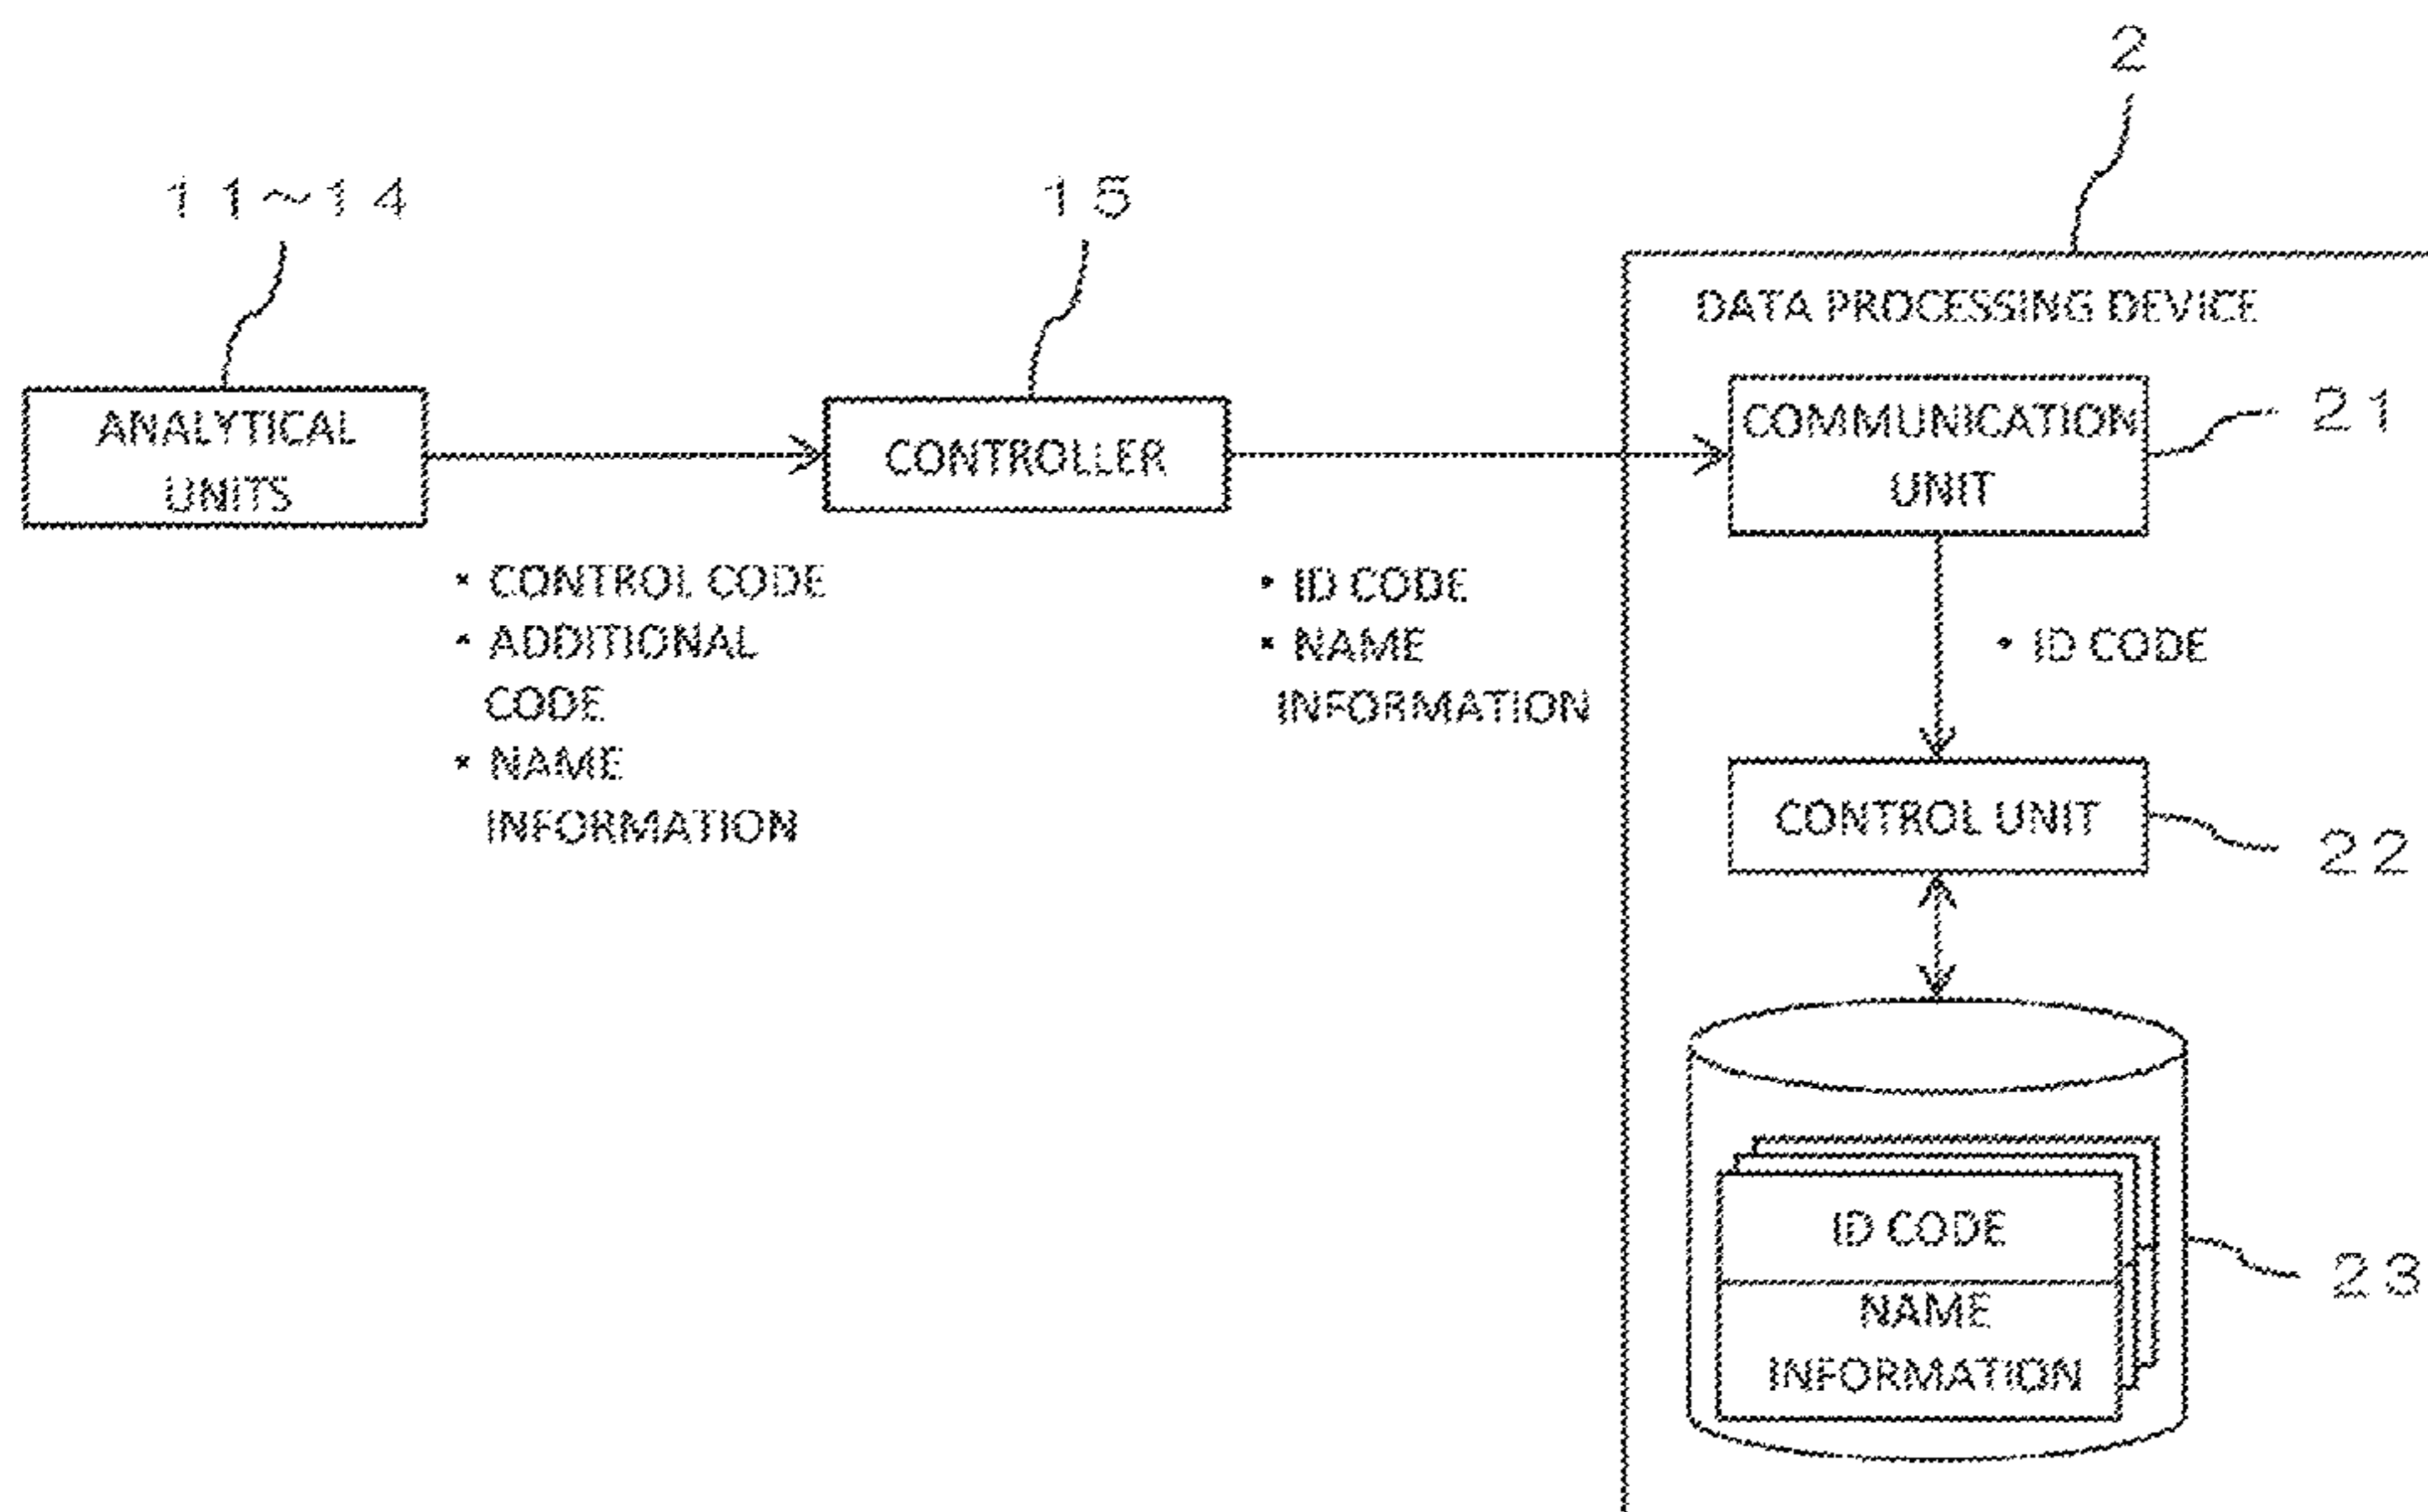 2
11~14
15
DATA PROCESSING DEVICE
ANALYTICAL
UNITS
CONTROLLER
COMMUNICATION
UNIT
21
• CONTROL CODE
• ADDITIONAL
CODE
• NAME
INFORMATION
• ID CODE
• NAME
INFORMATION
• ID CODE
CONTROL UNIT
22
ID CODE
NAME
INFORMATION
23